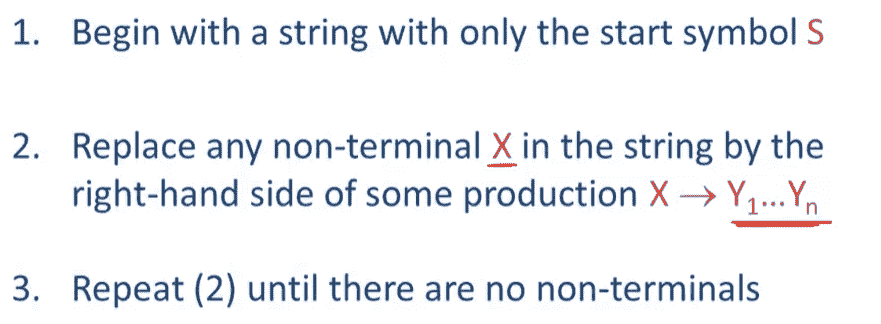 1. Begin with a string with only the start symbol S
2. Replace any non-terminal X in the string by the
right-hand side of some production X → Y₁...Yₙ
3. Repeat (2) until there are no non-terminals